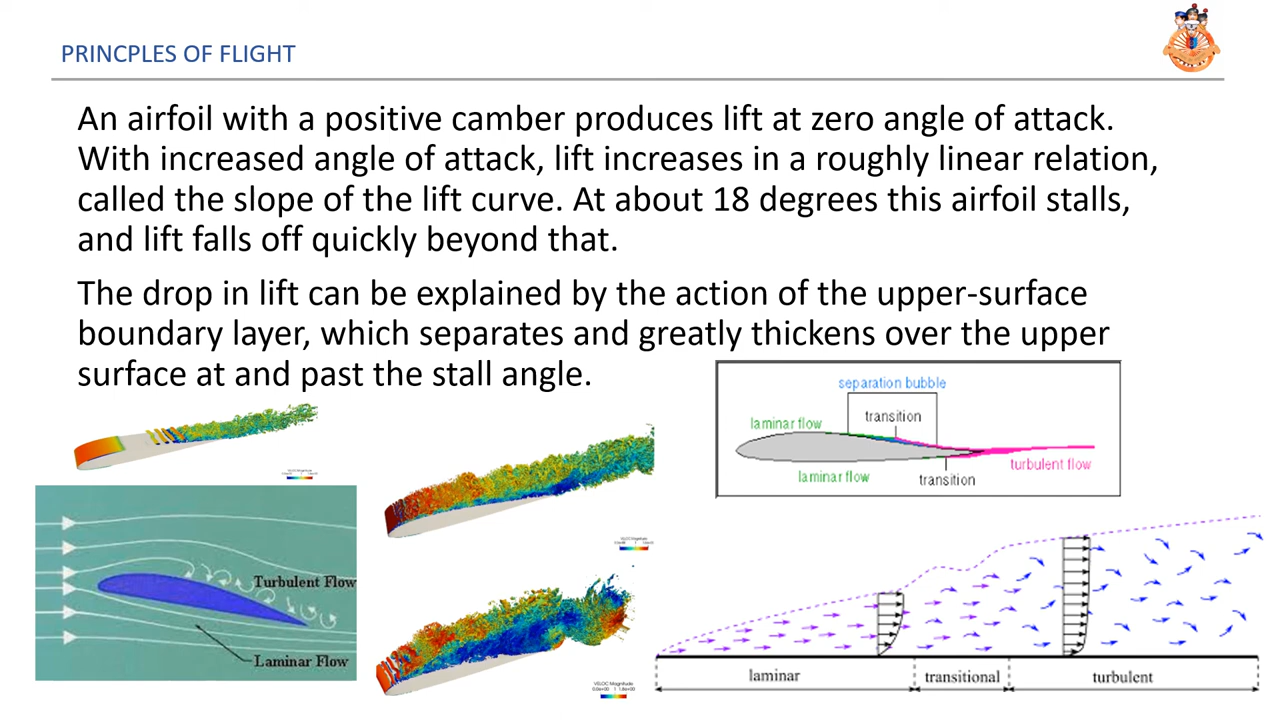 PRINCPLES OF FLIGHT
An airfoil with a positive camber produces lift at zero angle of attack.
With increased angle of attack, lift increases in a roughly linear relation,
called the slope of the lift curve. At about 18 degrees this airfoil stalls,
and lift falls off quickly beyond that.
The drop in lift can be explained by the action of the upper-surface
boundary layer, which separates and greatly thickens over the upper
surface at and past the stall angle.
separation bubble
transition
laminar flow
turbulent flow
laminar flow
transition
Turbulent Flow
Laminar Flow
VELOC Magnitude
laminar
transitional
turbulent